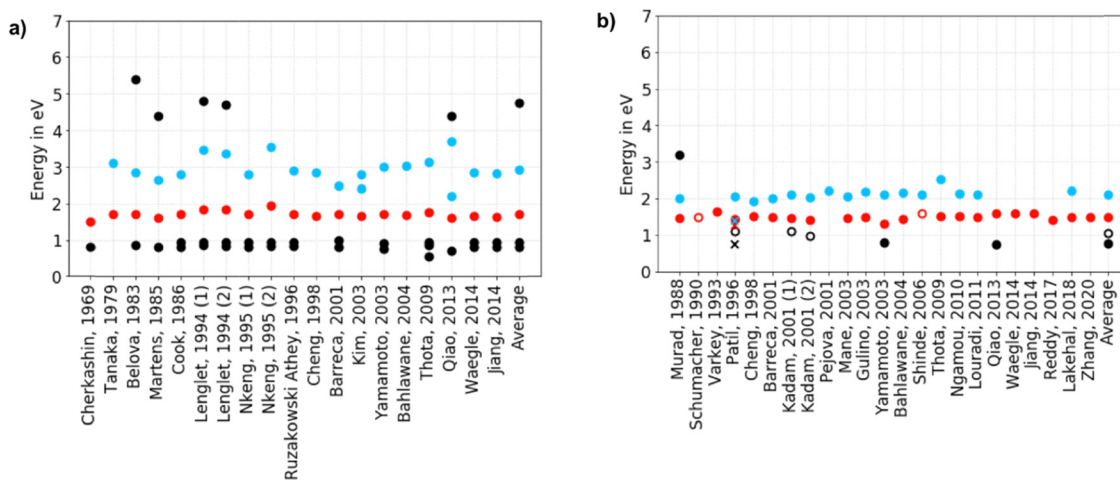 a)
Energy in eV
7
6
5
4
3
2
1
0
Cherkashin, 1969
Tanaka, 1979
Belova, 1983
Martens, 1985
Cook, 1986
Lenglet, 1994 (1)
Lenglet, 1994 (2)
Nkeng, 1995 (1)
Nkeng, 1995 (2)
Ruzakowski Athey, 1996
Cheng, 1998
Barreca, 2001
Kim, 2003
Yamamoto, 2003
Bahlawane, 2004
Thota, 2009
Qiao, 2013
Waegle, 2014
Jiang, 2014
Average
b)
Energy in eV
7
6
5
4
3
2
1
0
Murad, 1988
Schumacher, 1990
Varkey, 1993
Patil, 1996
Cheng, 1998
Barreca, 2001
Kadam, 2001 (1)
Kadam, 2001 (2)
Pejova, 2001
Mane, 2003
Gulino, 2003
Yamamoto, 2003
Bahlawane, 2004
Shinde, 2006
Thota, 2009
Ngamou, 2010
Louradi, 2011
Qiao, 2013
Waegle, 2014
Jiang, 2014
Reddy, 2017
Lakehal, 2018
Zhang, 2020
Average